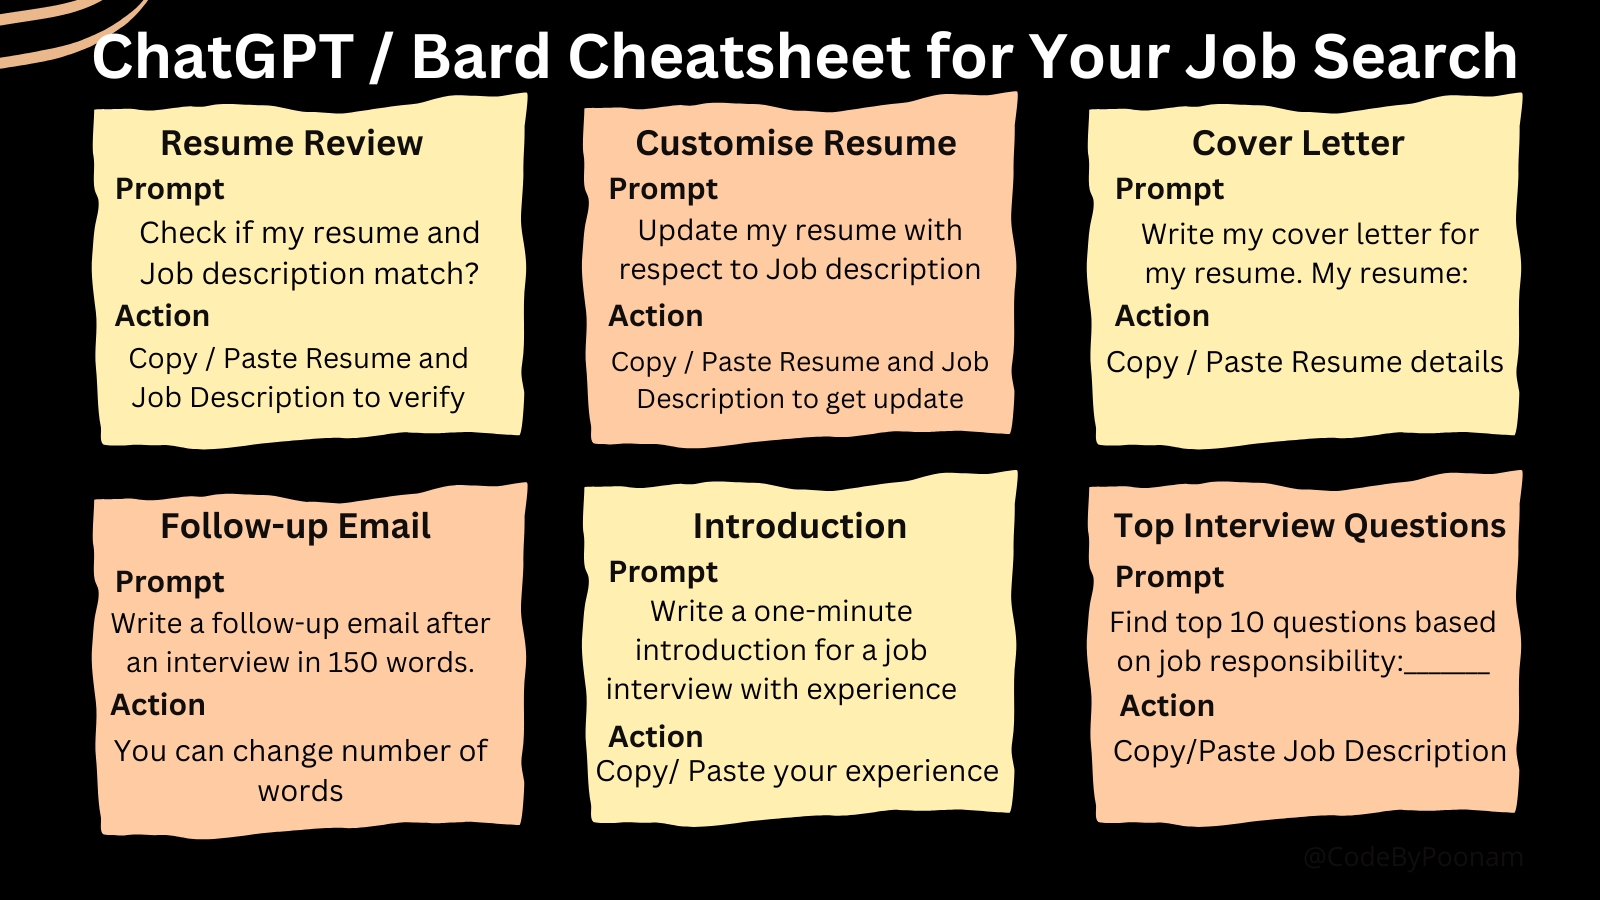 ChatGPT / Bard Cheatsheet for Your Job Search
Resume Review
Prompt
Check if my resume and
Job description match?
Action
Copy / Paste Resume and
Job Description to verify
Customise Resume
Prompt
Update my resume with
respect to Job description
Action
Copy / Paste Resume and Job
Description to get update
Cover Letter
Prompt
Write my cover letter for
my resume. My resume:
Action
Copy / Paste Resume details
Follow-up Email
Prompt
Write a follow-up email after
an interview in 150 words.
Action
You can change number of
words
Introduction
Prompt
Write a one-minute
introduction for a job
interview with experience
Action
Copy/ Paste your experience
Top Interview Questions
Prompt
Find top 10 questions based
on job responsibility:______
Action
Copy/Paste Job Description
@CodeByPoonam